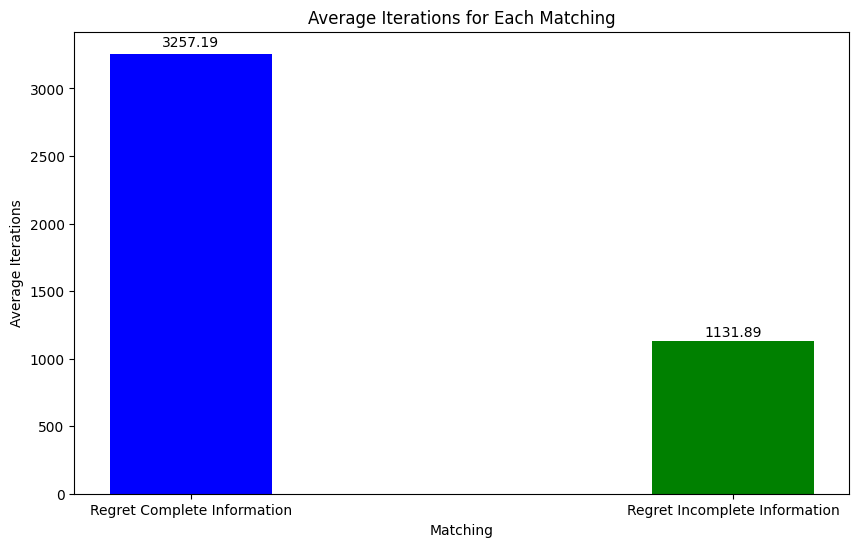 Average Iterations for Each Matching
3257.19
3000
2500
2000
1500
1000
500
0
Average Iterations
1131.89
Regret Complete Information
Regret Incomplete Information
Matching